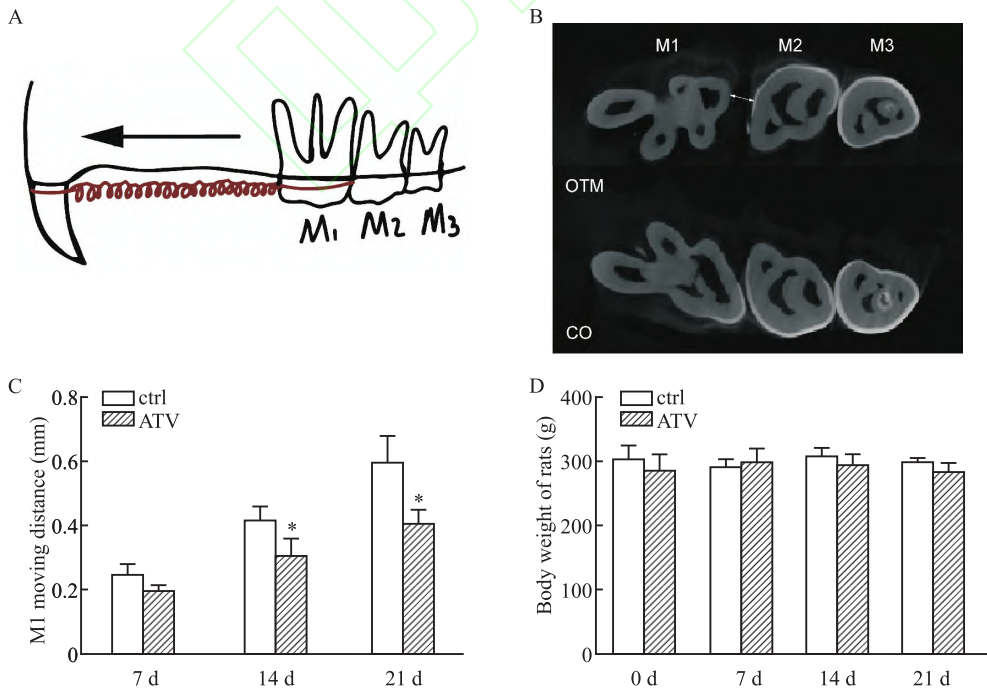 A
M1 M2 M3
B
M1 M2 M3
OTM
CO
C
M1 moving distance (mm)
0.8
0.6
0.4
0.2
0
ctrl
ATV
*
*
7 d 14 d 21 d
D
Body weight of rats (g)
400
300
200
100
0
ctrl
ATV
0 d 7 d 14 d 21 d